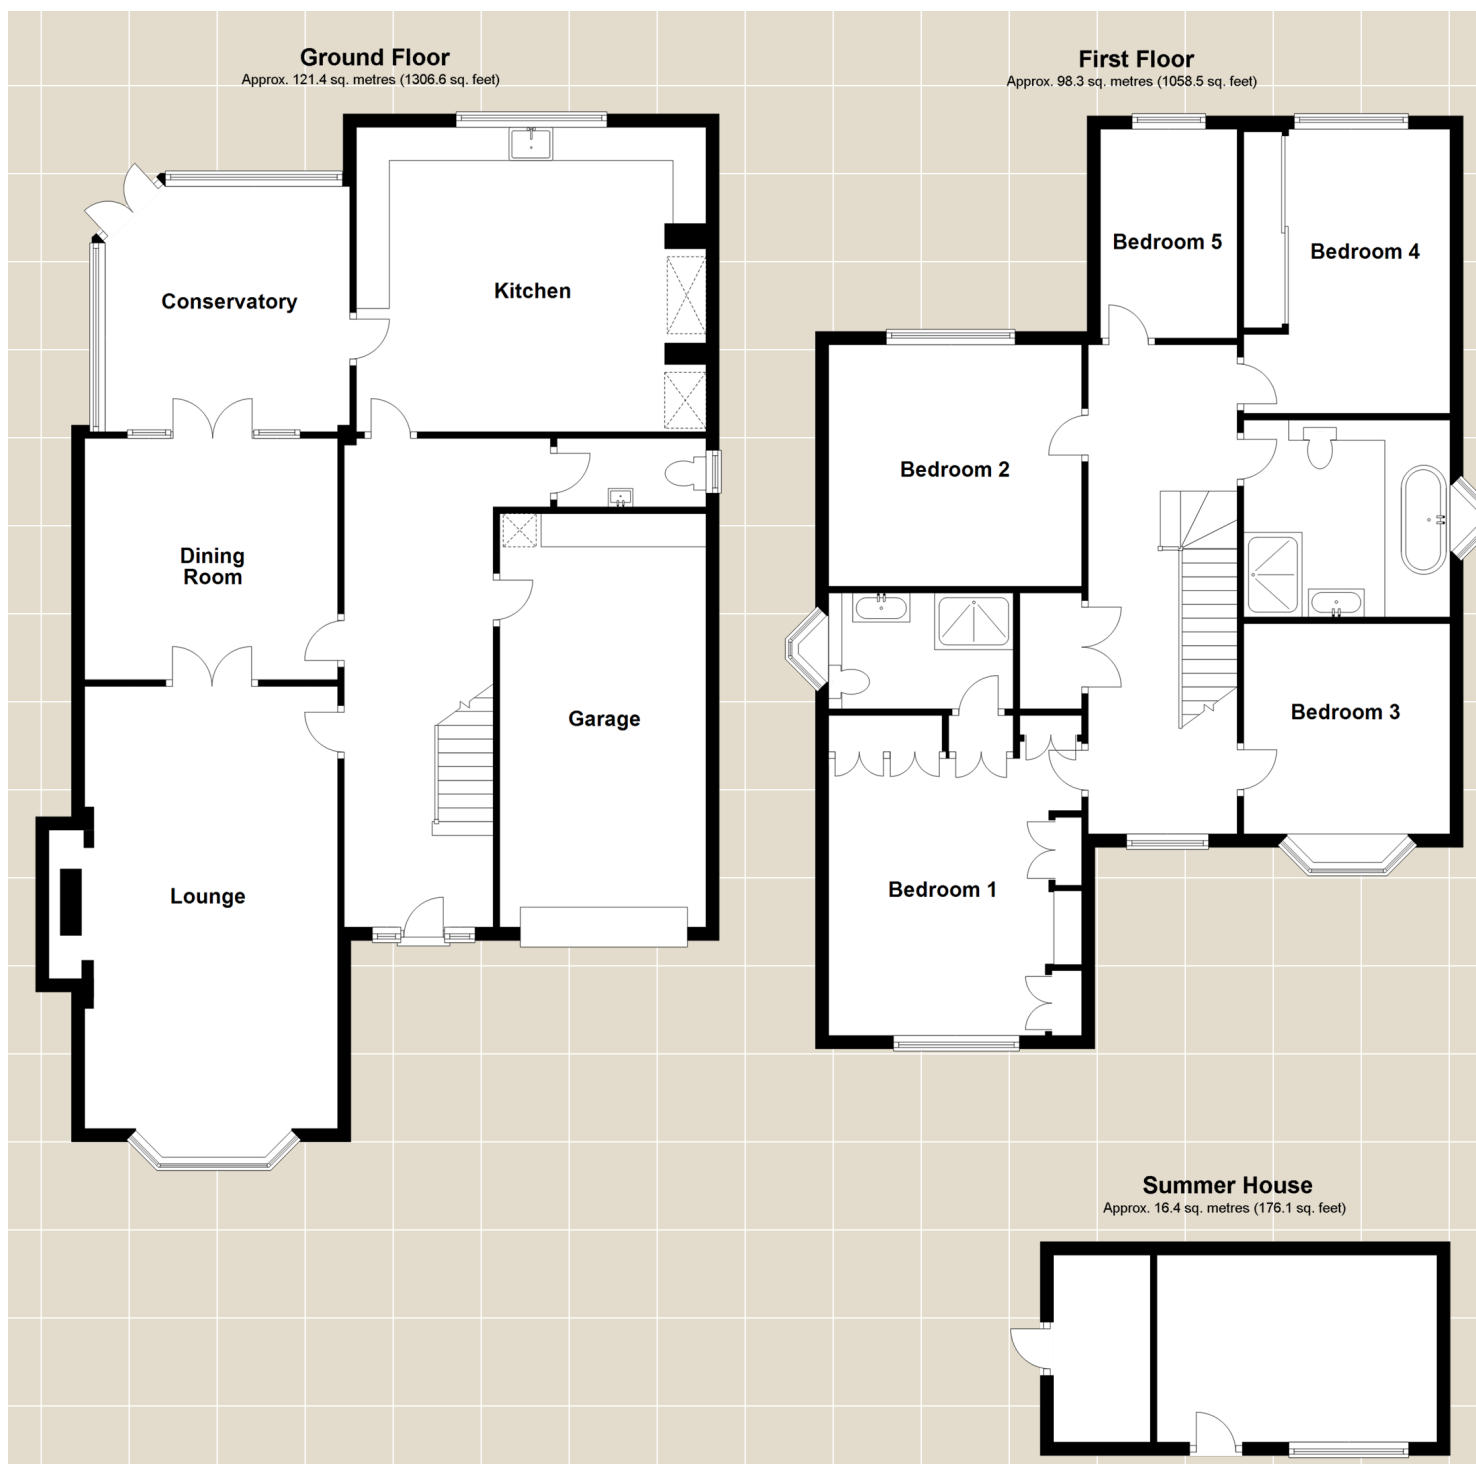 Ground Floor
Approx. 121.4 sq. metres (1306.6 sq. feet)
Conservatory
Kitchen
Dining
Room
Garage
Lounge
First Floor
Approx. 98.3 sq. metres (1058.5 sq. feet)
Bedroom 5
Bedroom 4
Bedroom 2
Bedroom 3
Bedroom 1
Summer House
Approx. 16.4 sq. metres (176.1 sq. feet)